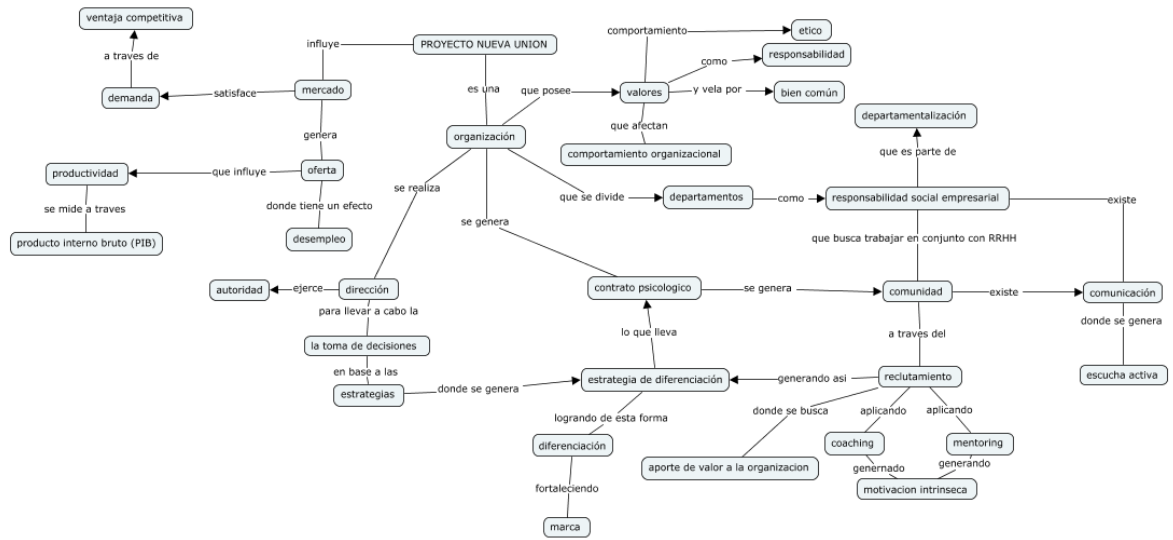 ventaja competitiva
comportamiento
etico
influye
PROYECTO NUEVA UNION
a traves de
como
responsabilidad
demanda
satisface
mercado
es una
que posee
valores
y vela por
bien común
departamentalización
genera
organización
que afectan
comportamiento organizacional
que es parte de
productividad
que influye
oferta
se realiza
que se divide
departamentos
como
responsabilidad social empresarial
existe
se mide a traves
donde tiene un efecto
se genera
producto interno bruto (PIB)
desempleo
que busca trabajar en conjunto con RRHH
autoridad
ejerce
dirección
contrato psicologico
se genera
comunidad
existe
comunicación
para llevar a cabo la
lo que lleva
a traves del
donde se genera
la toma de decisiones
en base a las
estrategias
donde se genera
estrategia de diferenciación
generando asi
reclutamiento
escucha activa
logrando de esta forma
donde se busca
aplicando
aplicando
diferenciación
coaching
mentoring
aporte de valor a la organizacion
genernado
generando
fortaleciendo
motivacion intrinseca
marca